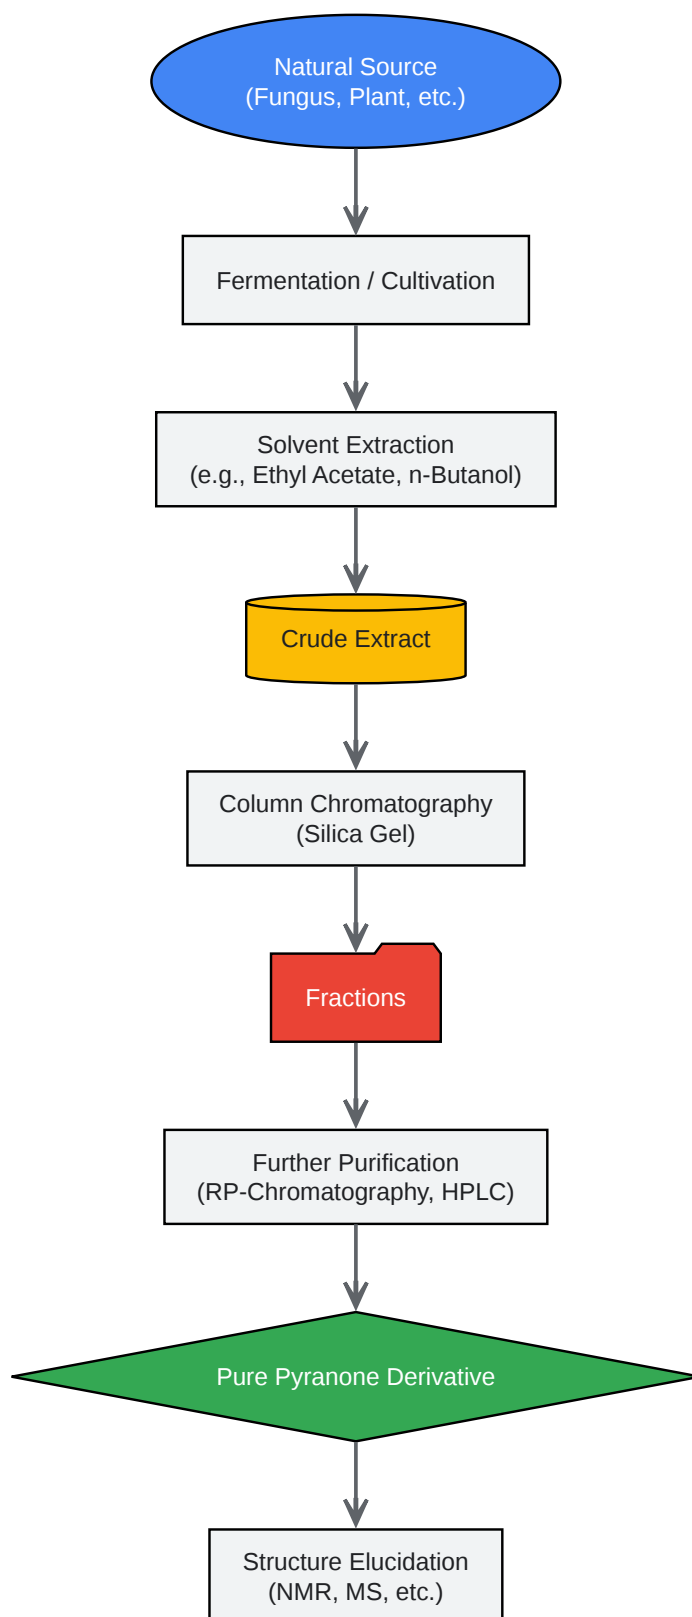 Natural Source
(Fungus, Plant, etc.)
Fermentation / Cultivation
Solvent Extraction
(e.g., Ethyl Acetate, n-Butanol)
Crude Extract
Column Chromatography
(Silica Gel)
Fractions
Further Purification
(RP-Chromatography, HPLC)
Pure Pyranone Derivative
Structure Elucidation
(NMR, MS, etc.)